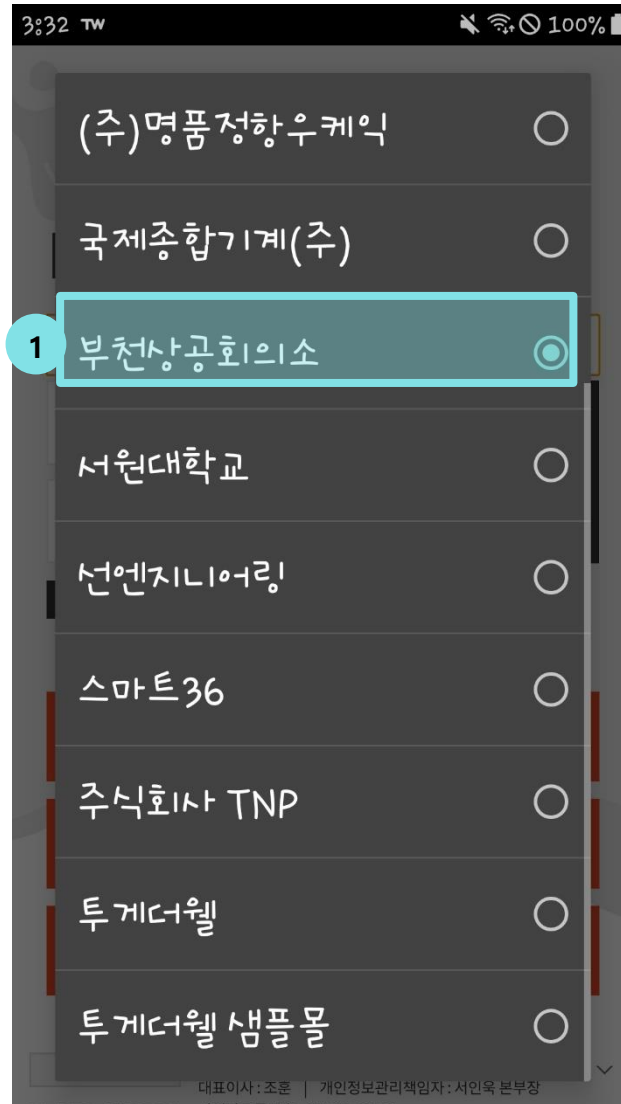 3:32 TW 100%
(주)명품정항우케익
국제종합기계(주)
1 부천상공회의소
서원대학교
선엔지니어링
스마트36
주식회사 TNP
투게더웰
투게더웰 샘플몰
대표이사 : 조훈 | 개인정보관리책임자 : 서인욱 본부장